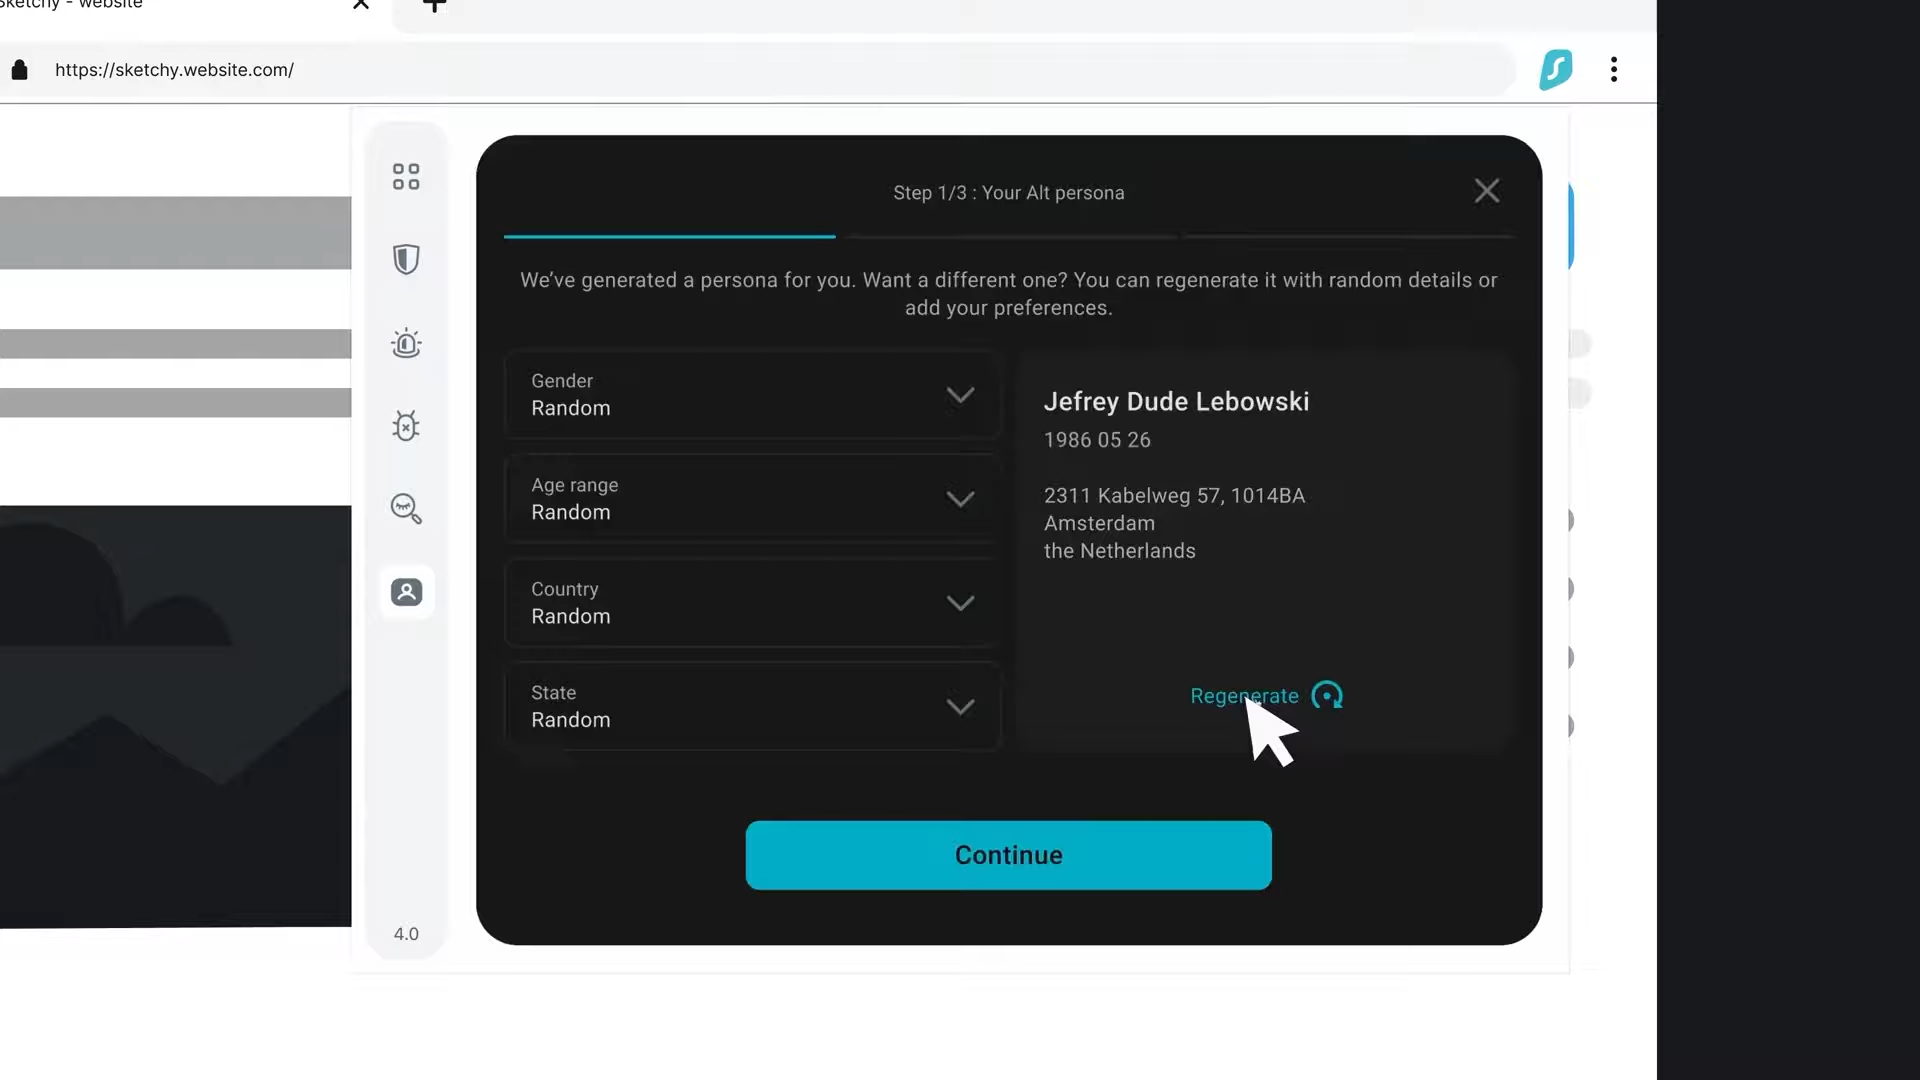 Sketchy - website
https://sketchy.website.com/
Step 1/3 : Your Alt persona
We’ve generated a persona for you. Want a different one? You can regenerate it with random details or
add your preferences.
Gender
Random
Age range
Random
Country
Random
State
Random
Jefrey Dude Lebowski
1986 05 26
2311 Kabelweg 57, 1014BA
Amsterdam
the Netherlands
Regenerate
Continue
4.0